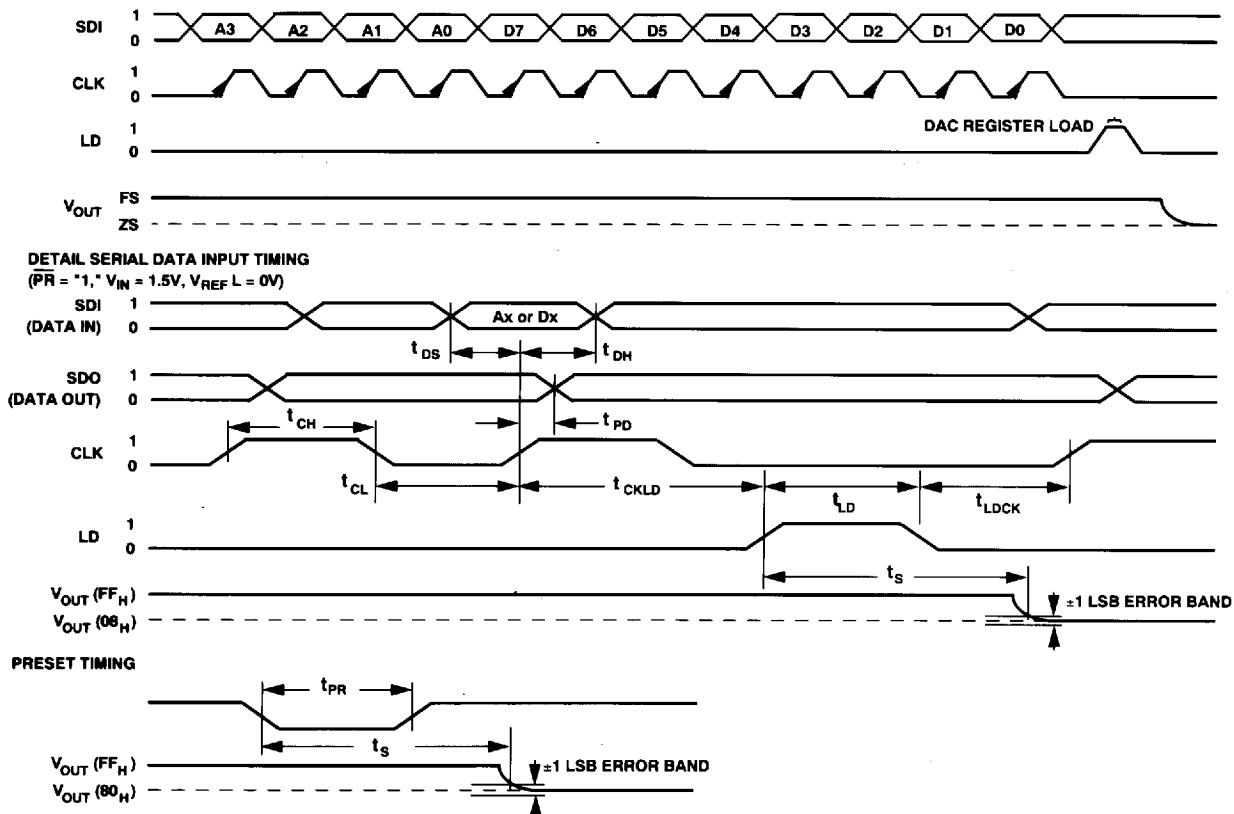 SDI 1 0 A3 A2 A1 A0 D7 D6 D5 D4 D3 D2 D1 D0
CLK 1 0
LD 1 0 DAC REGISTER LOAD
VOUT FS ZS
DETAIL SERIAL DATA INPUT TIMING
(PR = "1," VIN = 1.5V, VREF L = 0V)
SDI (DATA IN) 1 0 Ax or Dx
tDS tDH
SDO (DATA OUT) 1 0
tCH tPD
CLK 1 0
tCL tCKLD tLD tLDCK
LD 1 0
tS
VOUT (FFH) ±1 LSB ERROR BAND
VOUT (06H)
PRESET TIMING
tPR
tS
VOUT (FFH) ±1 LSB ERROR BAND
VOUT (80H)